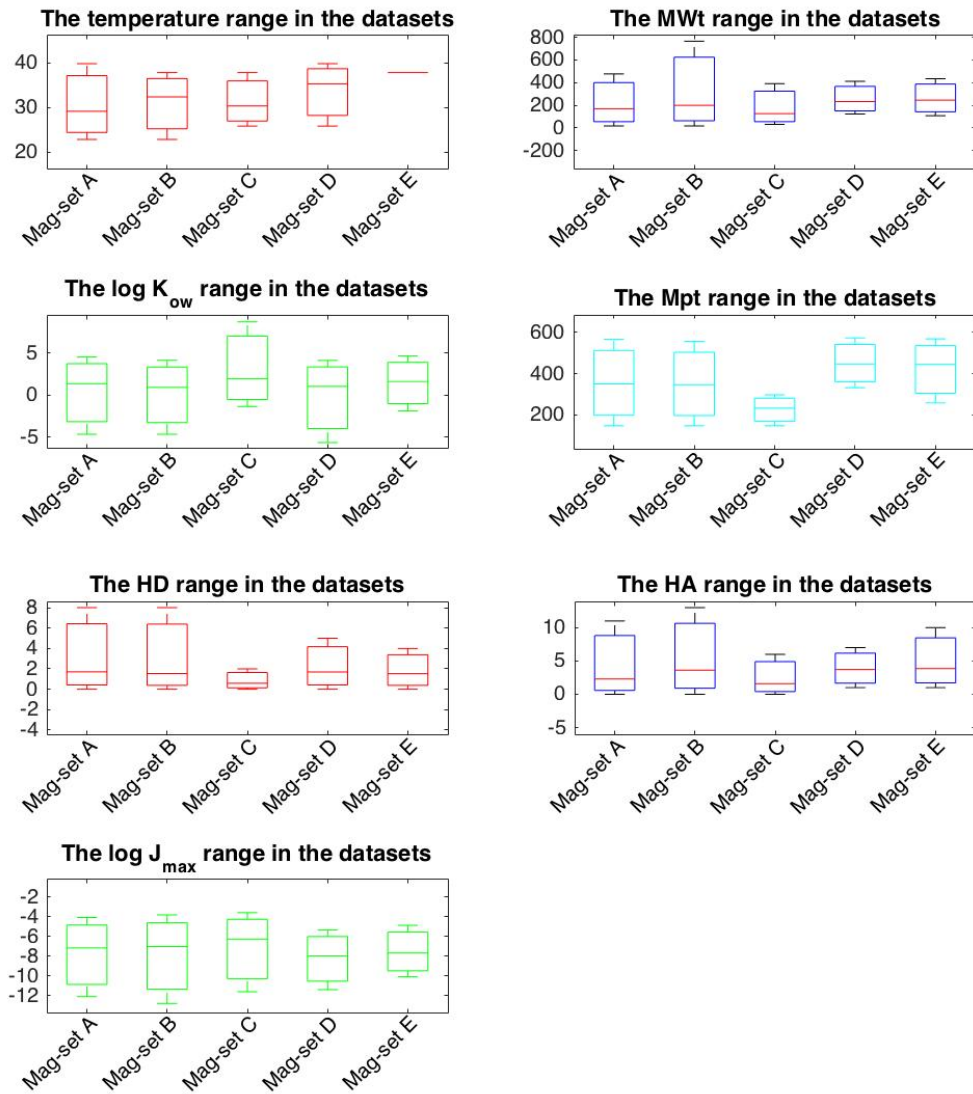 The temperature range in the datasets
40
30
20
Mag-set A
Mag-set B
Mag-set C
Mag-set D
Mag-set E
The MWt range in the datasets
800
600
400
200
0
-200
Mag-set A
Mag-set B
Mag-set C
Mag-set D
Mag-set E
The log K_ow range in the datasets
5
0
-5
Mag-set A
Mag-set B
Mag-set C
Mag-set D
Mag-set E
The Mpt range in the datasets
600
400
200
Mag-set A
Mag-set B
Mag-set C
Mag-set D
Mag-set E
The HD range in the datasets
8
6
4
2
0
-2
-4
Mag-set A
Mag-set B
Mag-set C
Mag-set D
Mag-set E
The HA range in the datasets
10
5
0
-5
Mag-set A
Mag-set B
Mag-set C
Mag-set D
Mag-set E
The log J_max range in the datasets
-2
-4
-6
-8
-10
-12
Mag-set A
Mag-set B
Mag-set C
Mag-set D
Mag-set E